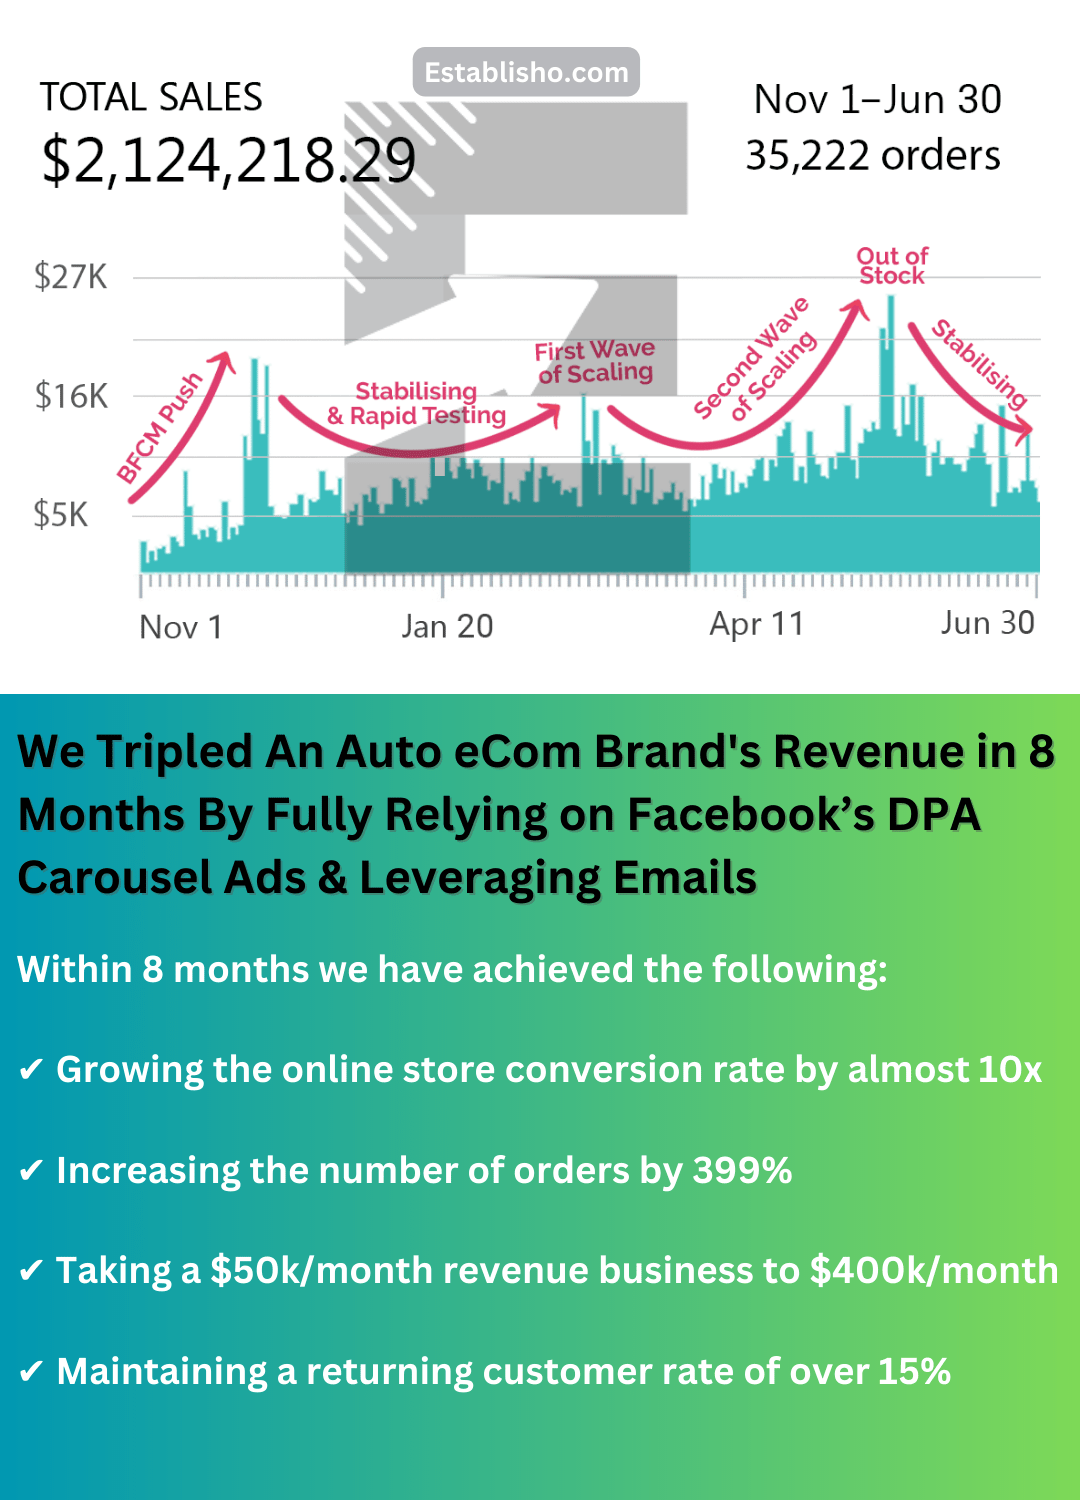 Establisho.com
TOTAL SALES
$2,124,218.29
Nov 1–Jun 30
35,222 orders
$27K
$16K
$5K
BFCM Push
Stabilising
& Rapid Testing
First Wave
of Scaling
Second Wave
of Scaling
Out of
Stock
Stabilising
Nov 1
Jan 20
Apr 11
Jun 30
We Tripled An Auto eCom Brand's Revenue in 8
Months By Fully Relying on Facebook’s DPA
Carousel Ads & Leveraging Emails
Within 8 months we have achieved the following:
✔ Growing the online store conversion rate by almost 10x
✔ Increasing the number of orders by 399%
✔ Taking a $50k/month revenue business to $400k/month
✔ Maintaining a returning customer rate of over 15%